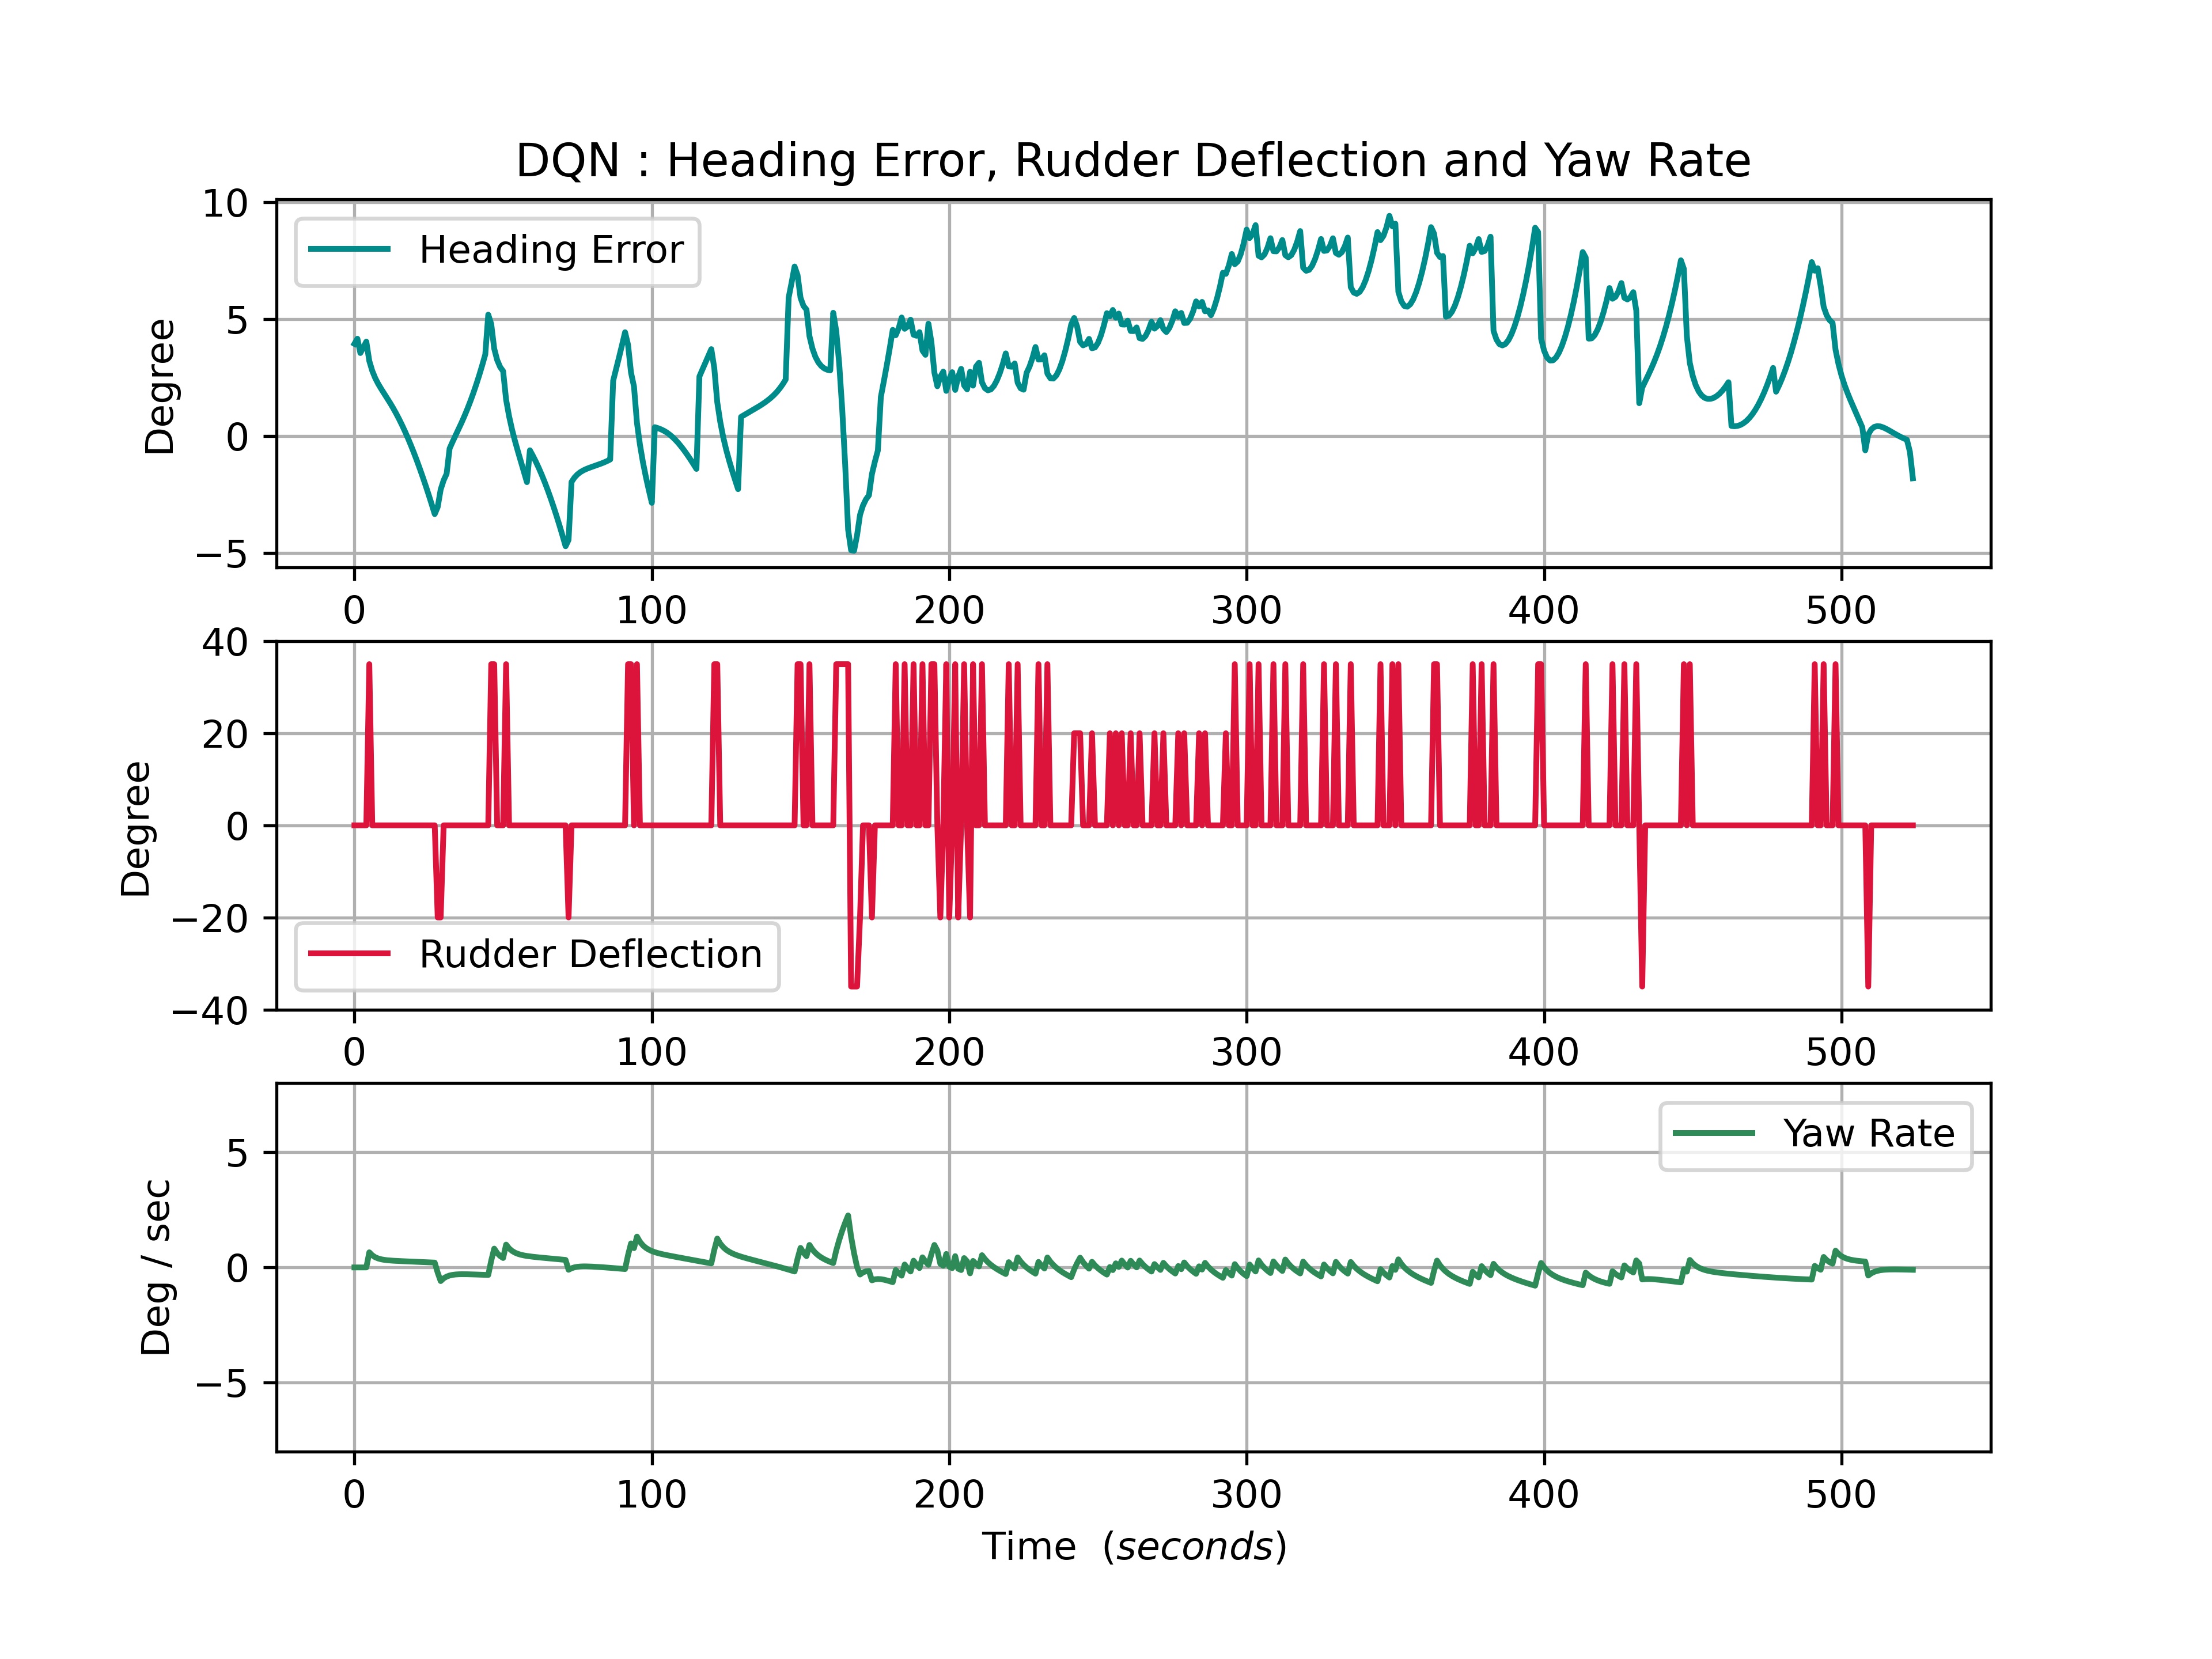 DQN : Heading Error, Rudder Deflection and Yaw Rate
10
5
0
−5
Degree
Heading Error
0 100 200 300 400 500
40
20
0
−20
−40
Degree
Rudder Deflection
0 100 200 300 400 500
5
0
−5
Deg / sec
Yaw Rate
0 100 200 300 400 500
Time (seconds)